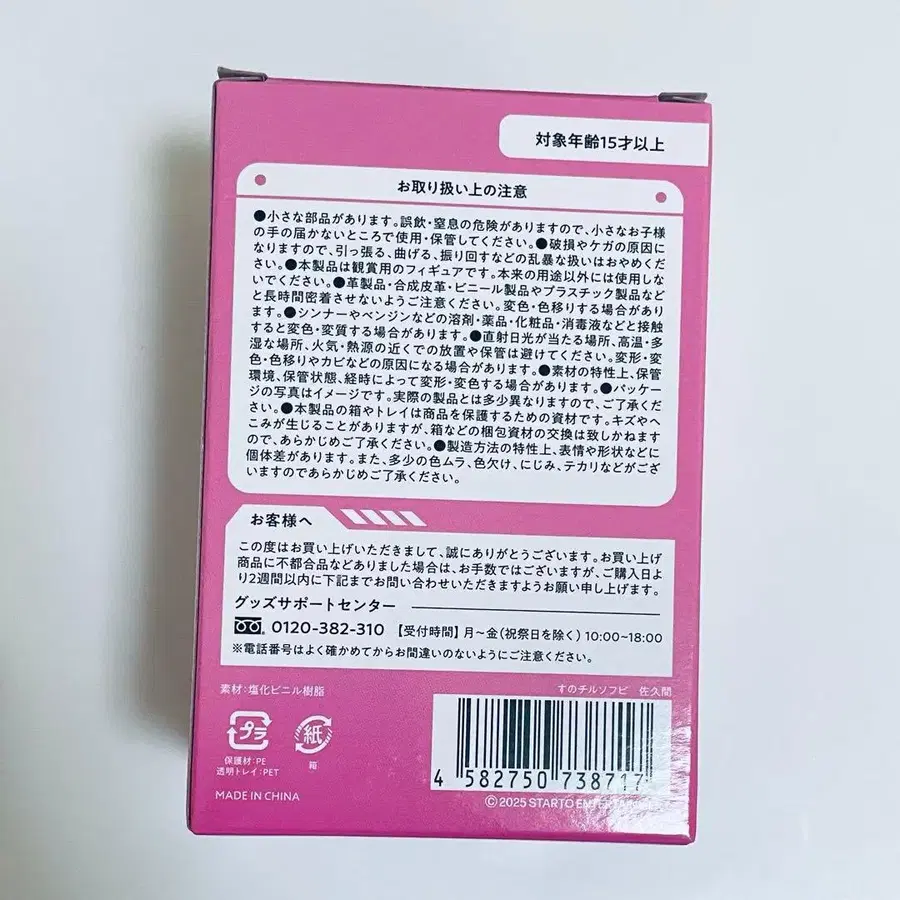 対象年齢15才以上
お取り扱い上の注意
●小さな部品があります。誤飲・窒息の危険がありますので、小さなお子様
の手の届かないところで使用・保管してください。●破損やケガの原因に
なりますので、引っ張る、曲げる、振り回すなどの乱暴な扱いはおやめくだ
さい。●本製品は観賞用のフィギュアです。本来の用途以外には使用しな
いでください。●革製品・合成皮革・ビニール製品やプラスチック製品など
と長時間密着させないようご注意ください。変色・色移りする場合がありま
す。●シンナーやベンジンなどの溶剤・薬品・化粧品・消毒液などと接触
すると変色・変質する場合があります。●直射日光が当たる場所、高温・多
湿な場所、火気・熱源の近くでの放置や保管は避けてください。変形・変
色・色移りやカビなどの原因になる場合があります。●素材の特性上、保管
環境、保管状態、経時によって変形・変色する場合があります。●パッケー
ジの写真はイメージです。実際の製品とは多少異なりますので、ご了承くだ
さい。●本製品の箱やトレイは商品を保護するための資材です。キズやへ
こみが生じることがありますが、箱などの梱包資材の交換は致しかねます
ので、あらかじめご了承ください。●製造方法の特性上、表情や形状などに
個体差があります。また、多少の色ムラ、色欠け、にじみ、テカリなどがござ
いますのであらかじめご了承ください。
お客様へ
この度はお買い上げいただきまして、誠にありがとうございます。お買い上げ
商品に不都合品などありました場合は、お手数ではございますが、ご購入日よ
り2週間以内に下記までお問い合わせいただきますようお願い申し上げます。
グッズサポートセンター
0120-382-310 【受付時間】月~金(祝祭日を除く)10:00~18:00
※電話番号はよく確かめてからお間違いのないようにご注意ください。
素材:塩化ビニル樹脂
すのチルソフビ 佐久間
プラ
紙
保護材:PE
透明トレイ:PET
箱
4 582750 738717
MADE IN CHINA
©2025 STARTO